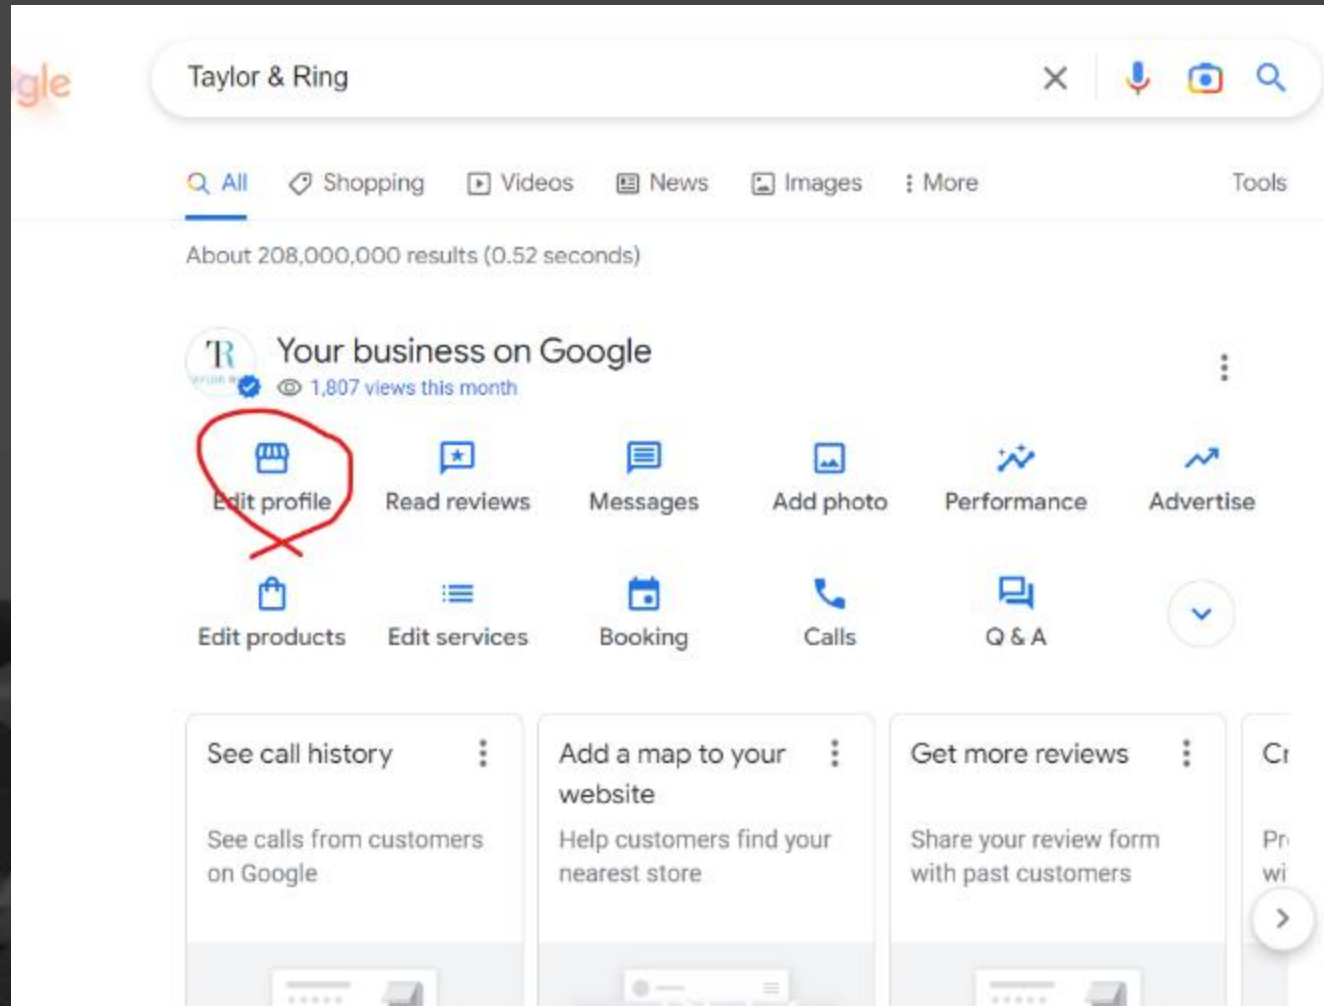 gle
Taylor & Ring
All Shopping Videos News Images More Tools
About 208,000,000 results (0.52 seconds)
TR
Your business on Google
1,807 views this month
Edit profile Read reviews Messages Add photo Performance Advertise
Edit products Edit services Booking Calls Q & A
See call history
Add a map to your
website
Get more reviews
Cr
See calls from customers
on Google
Help customers find your
nearest store
Share your review form
with past customers
Pr
wi